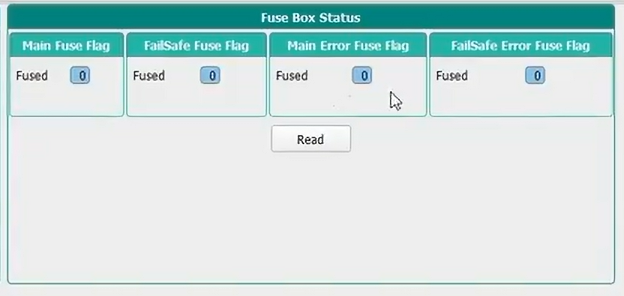 Fuse Box Status
Main Fuse Flag FailSafe Fuse Flag Main Error Fuse Flag FailSafe Error Fuse Flag
Fused 0 Fused 0 Fused 0 Fused 0
Read